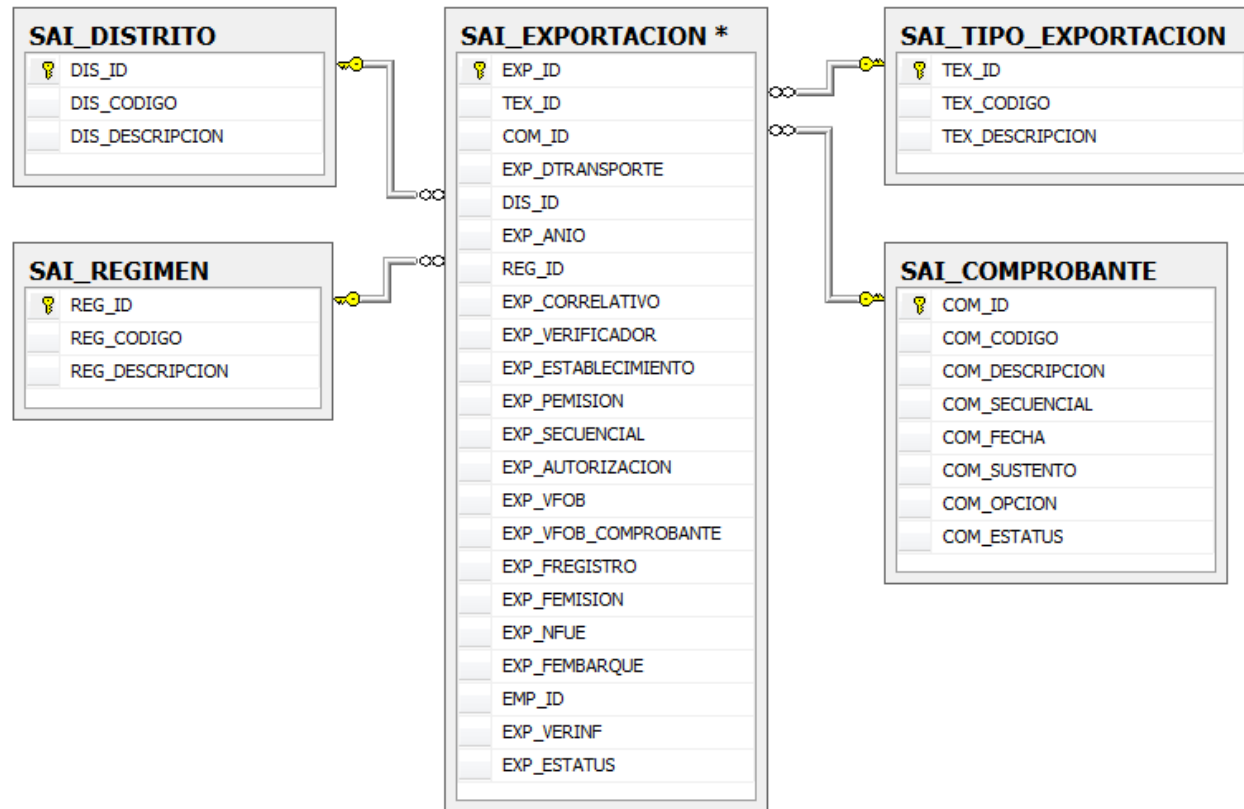 SAI_DISTRITO
DIS_ID
DIS_CODIGO
DIS_DESCRIPCION
SAI_REGIMEN
REG_ID
REG_CODIGO
REG_DESCRIPCION
SAI_EXPORTACION *
EXP_ID
TEX_ID
COM_ID
EXP_DTRANSPORTE
DIS_ID
EXP_ANIO
REG_ID
EXP_CORRELATIVO
EXP_VERIFICADOR
EXP_ESTABLECIMIENTO
EXP_PEMISION
EXP_SECUENCIAL
EXP_AUTORIZACION
EXP_VFOB
EXP_VFOB_COMPROBANTE
EXP_FREGISTRO
EXP_FEMISION
EXP_NFUE
EXP_FEMBARQUE
EMP_ID
EXP_VERINF
EXP_ESTATUS
SAI_TIPO_EXPORTACION
TEX_ID
TEX_CODIGO
TEX_DESCRIPCION
SAI_COMPROBANTE
COM_ID
COM_CODIGO
COM_DESCRIPCION
COM_SECUENCIAL
COM_FECHA
COM_SUSTENTO
COM_OPCION
COM_ESTATUS